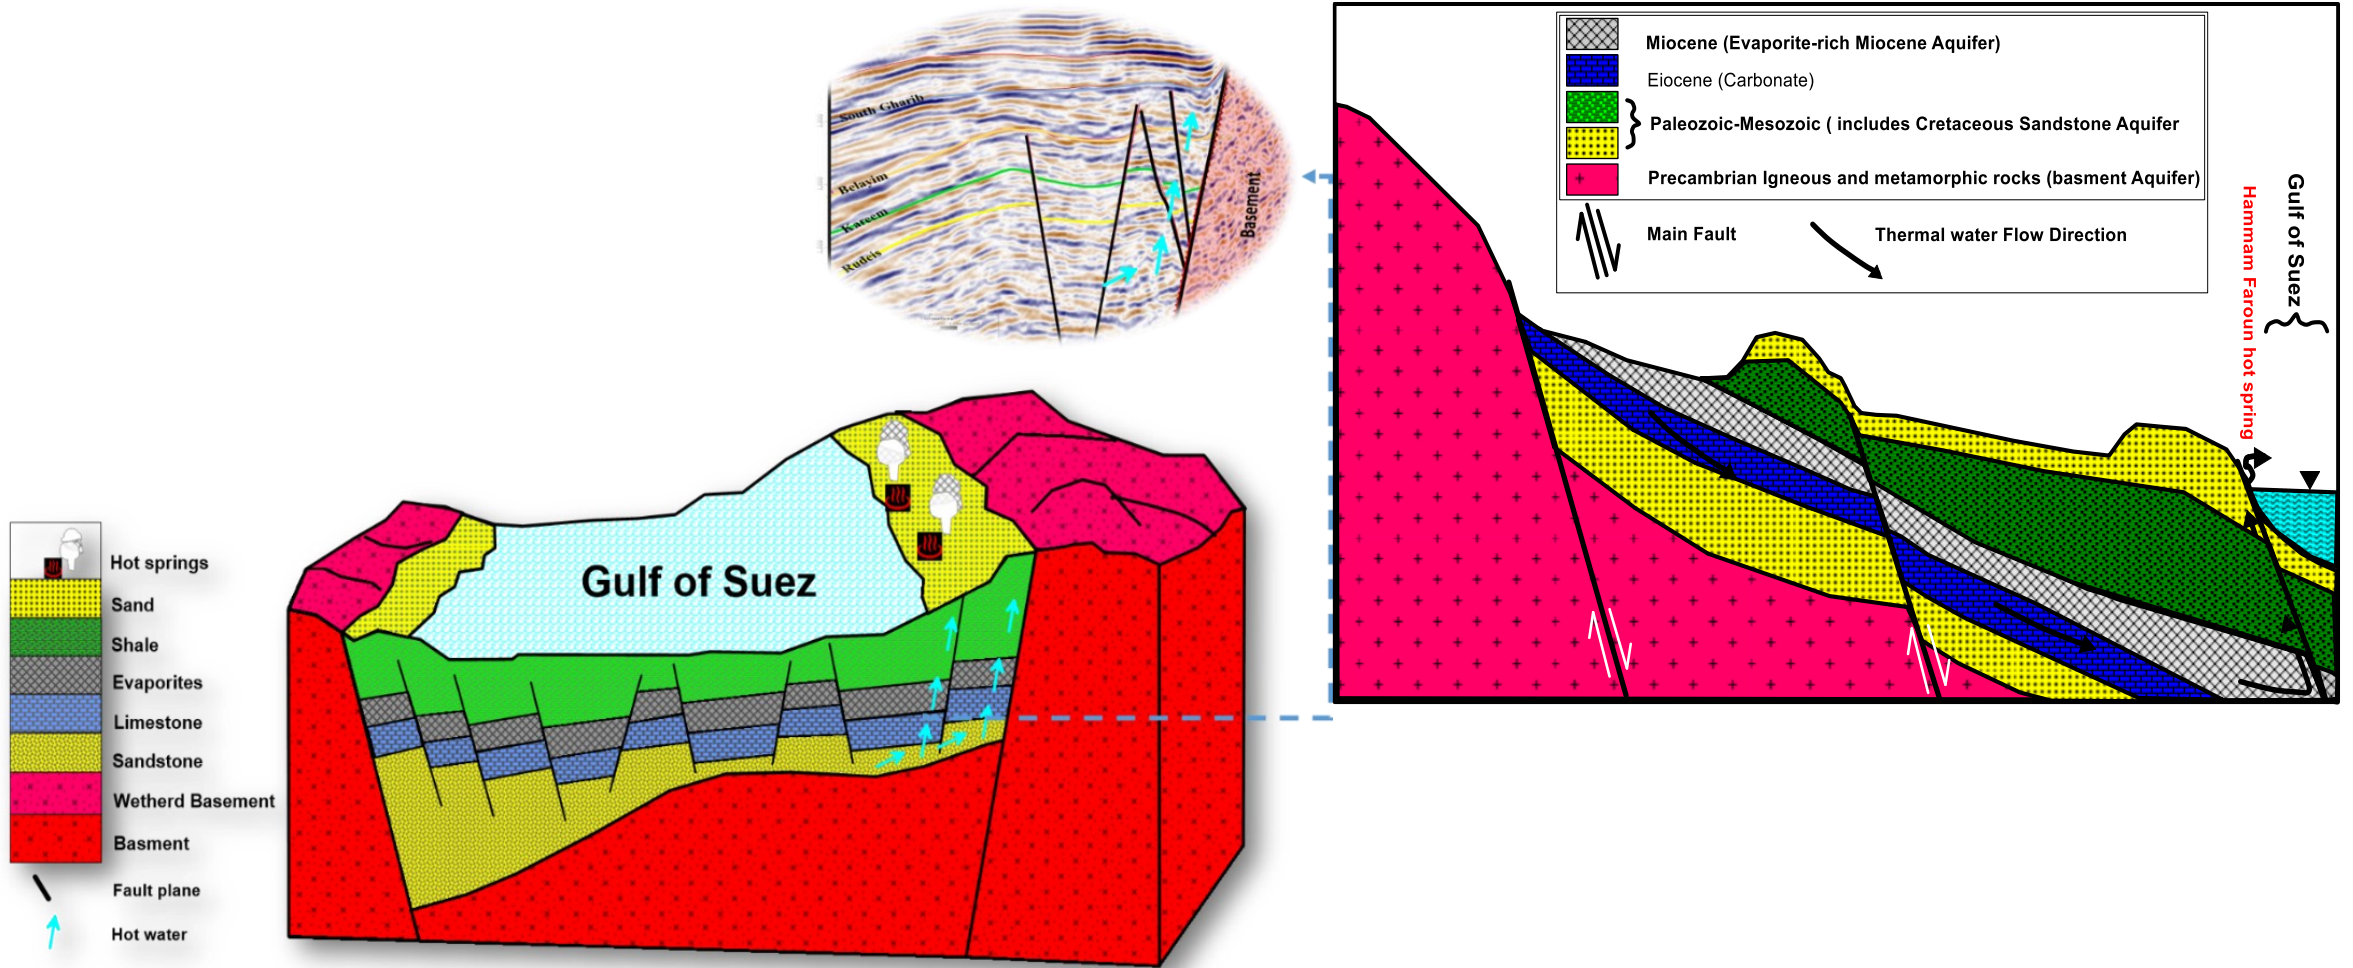 South Gharib
Belayim
Kareem
Rudeis
Basement
Miocene (Evaporite-rich Miocene Aquifer)
Eiocene (Carbonate)
Paleozoic-Mesozoic ( includes Cretaceous Sandstone Aquifer
Precambrian Igneous and metamorphic rocks (basment Aquifer)
Main Fault
Thermal water Flow Direction
Gulf of Suez
Hammam Faroun hot spring
Gulf of Suez
Hot springs
Sand
Shale
Evaporites
Limestone
Sandstone
Wetherd Basement
Basment
Fault plane
Hot water